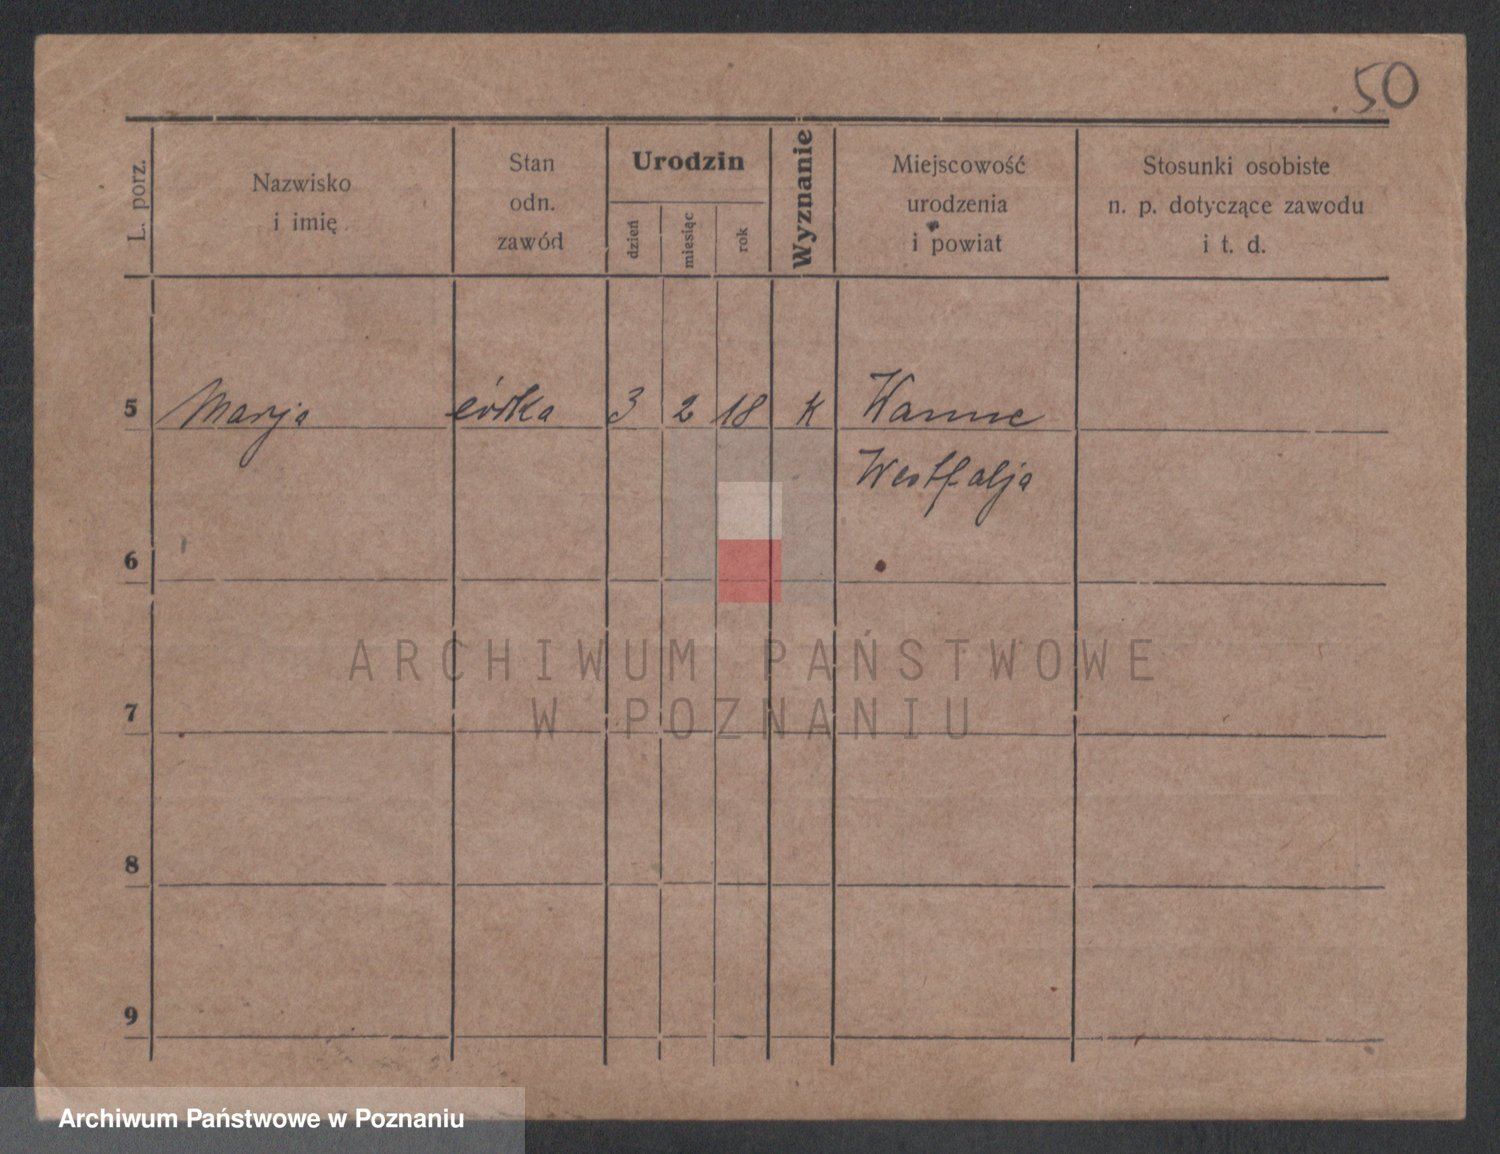 50
L. porz.
Nazwisko
i imię
Stan
odn.
zawód
Urodzin
dzień
miesiąc
rok
Wyznanie
Miejscowość
urodzenia
i powiat
Stosunki osobiste
n. p. dotyczące zawodu
i t. d.
5 Marja córka 3 2 18 K Wanne
Westfalja
6
7
8
9
ARCHIWUM PAŃSTWOWE
W POZNANIU
Archiwum Państwowe w Poznaniu